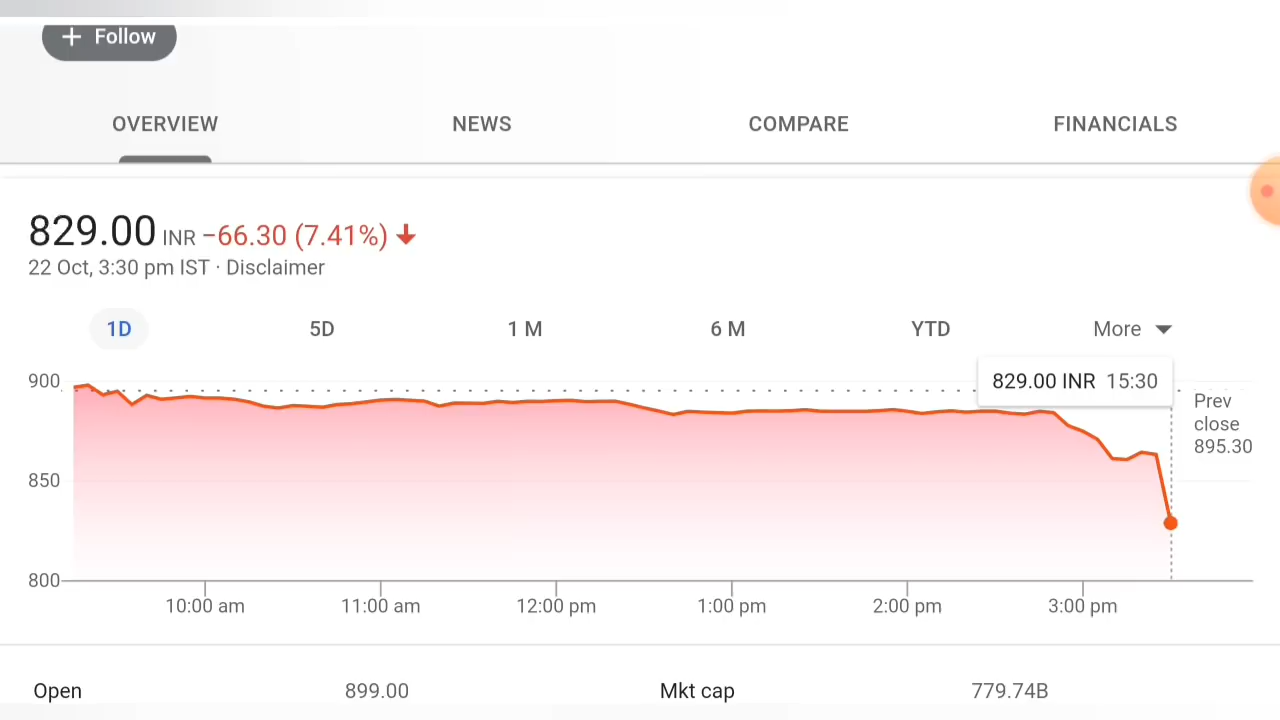 + Follow
OVERVIEW NEWS COMPARE FINANCIALS
829.00 INR −66.30 (7.41%)
22 Oct, 3:30 pm IST · Disclaimer
1D 5D 1 M 6 M YTD More
829.00 INR 15:30
900
850
800
Prev
close
895.30
10:00 am 11:00 am 12:00 pm 1:00 pm 2:00 pm 3:00 pm
Open 899.00 Mkt cap 779.74B